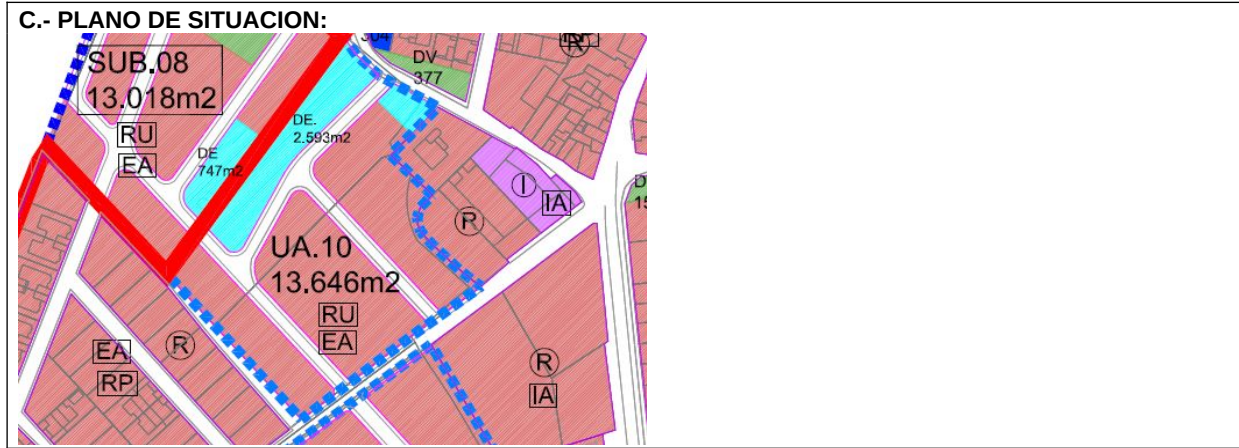 C.- PLANO DE SITUACION:
304
R
DV
377
SUB.08
13.018m2
RU
EA
DE.
2.593m2
DE
747m2
I
IA
R
UA.10
13.646m2
RU
EA
EA
R
RP
R
IA